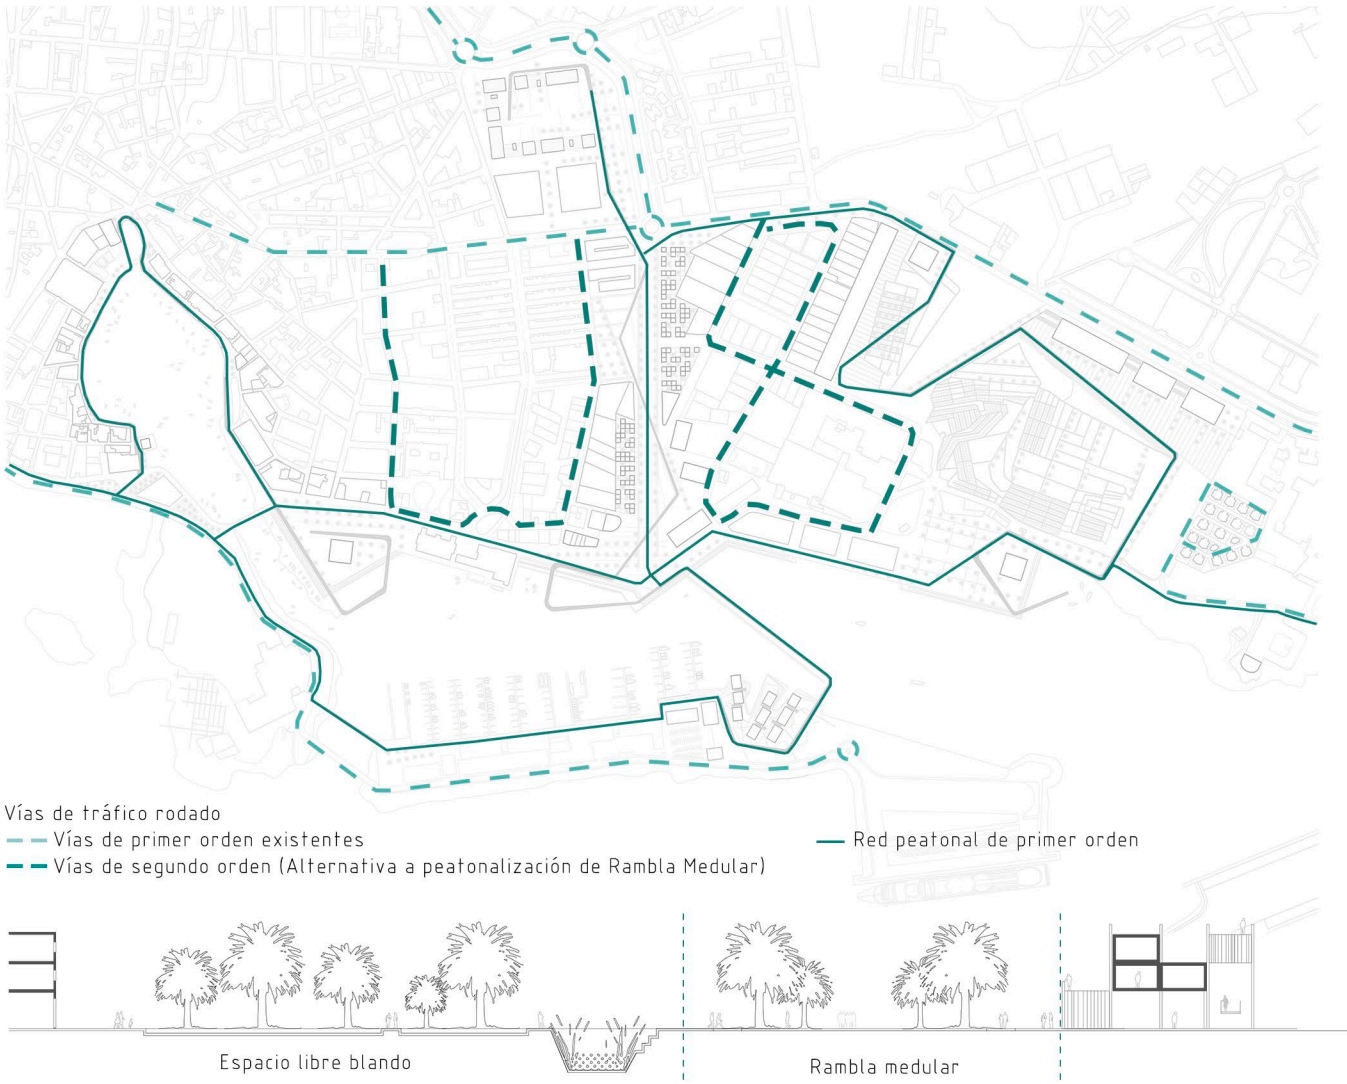 Vías de tráfico rodado
Vías de primer orden existentes
Red peatonal de primer orden
Vías de segundo orden (Alternativa a peatonalización de Rambla Medular)
Espacio libre blando
Rambla medular